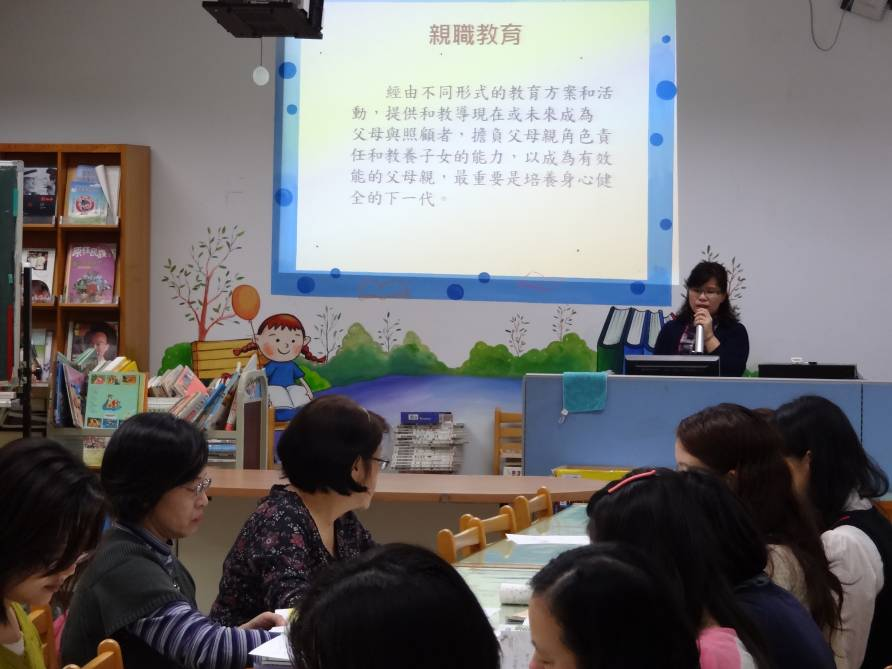 親職教育
經由不同形式的教育方案和活
動，提供和教導現在或未來成為
父母與照顧者，擔負父母親角色責
任和教養子女的能力，以成為有效
能的父母親，最重要是培養身心健
全的下一代。